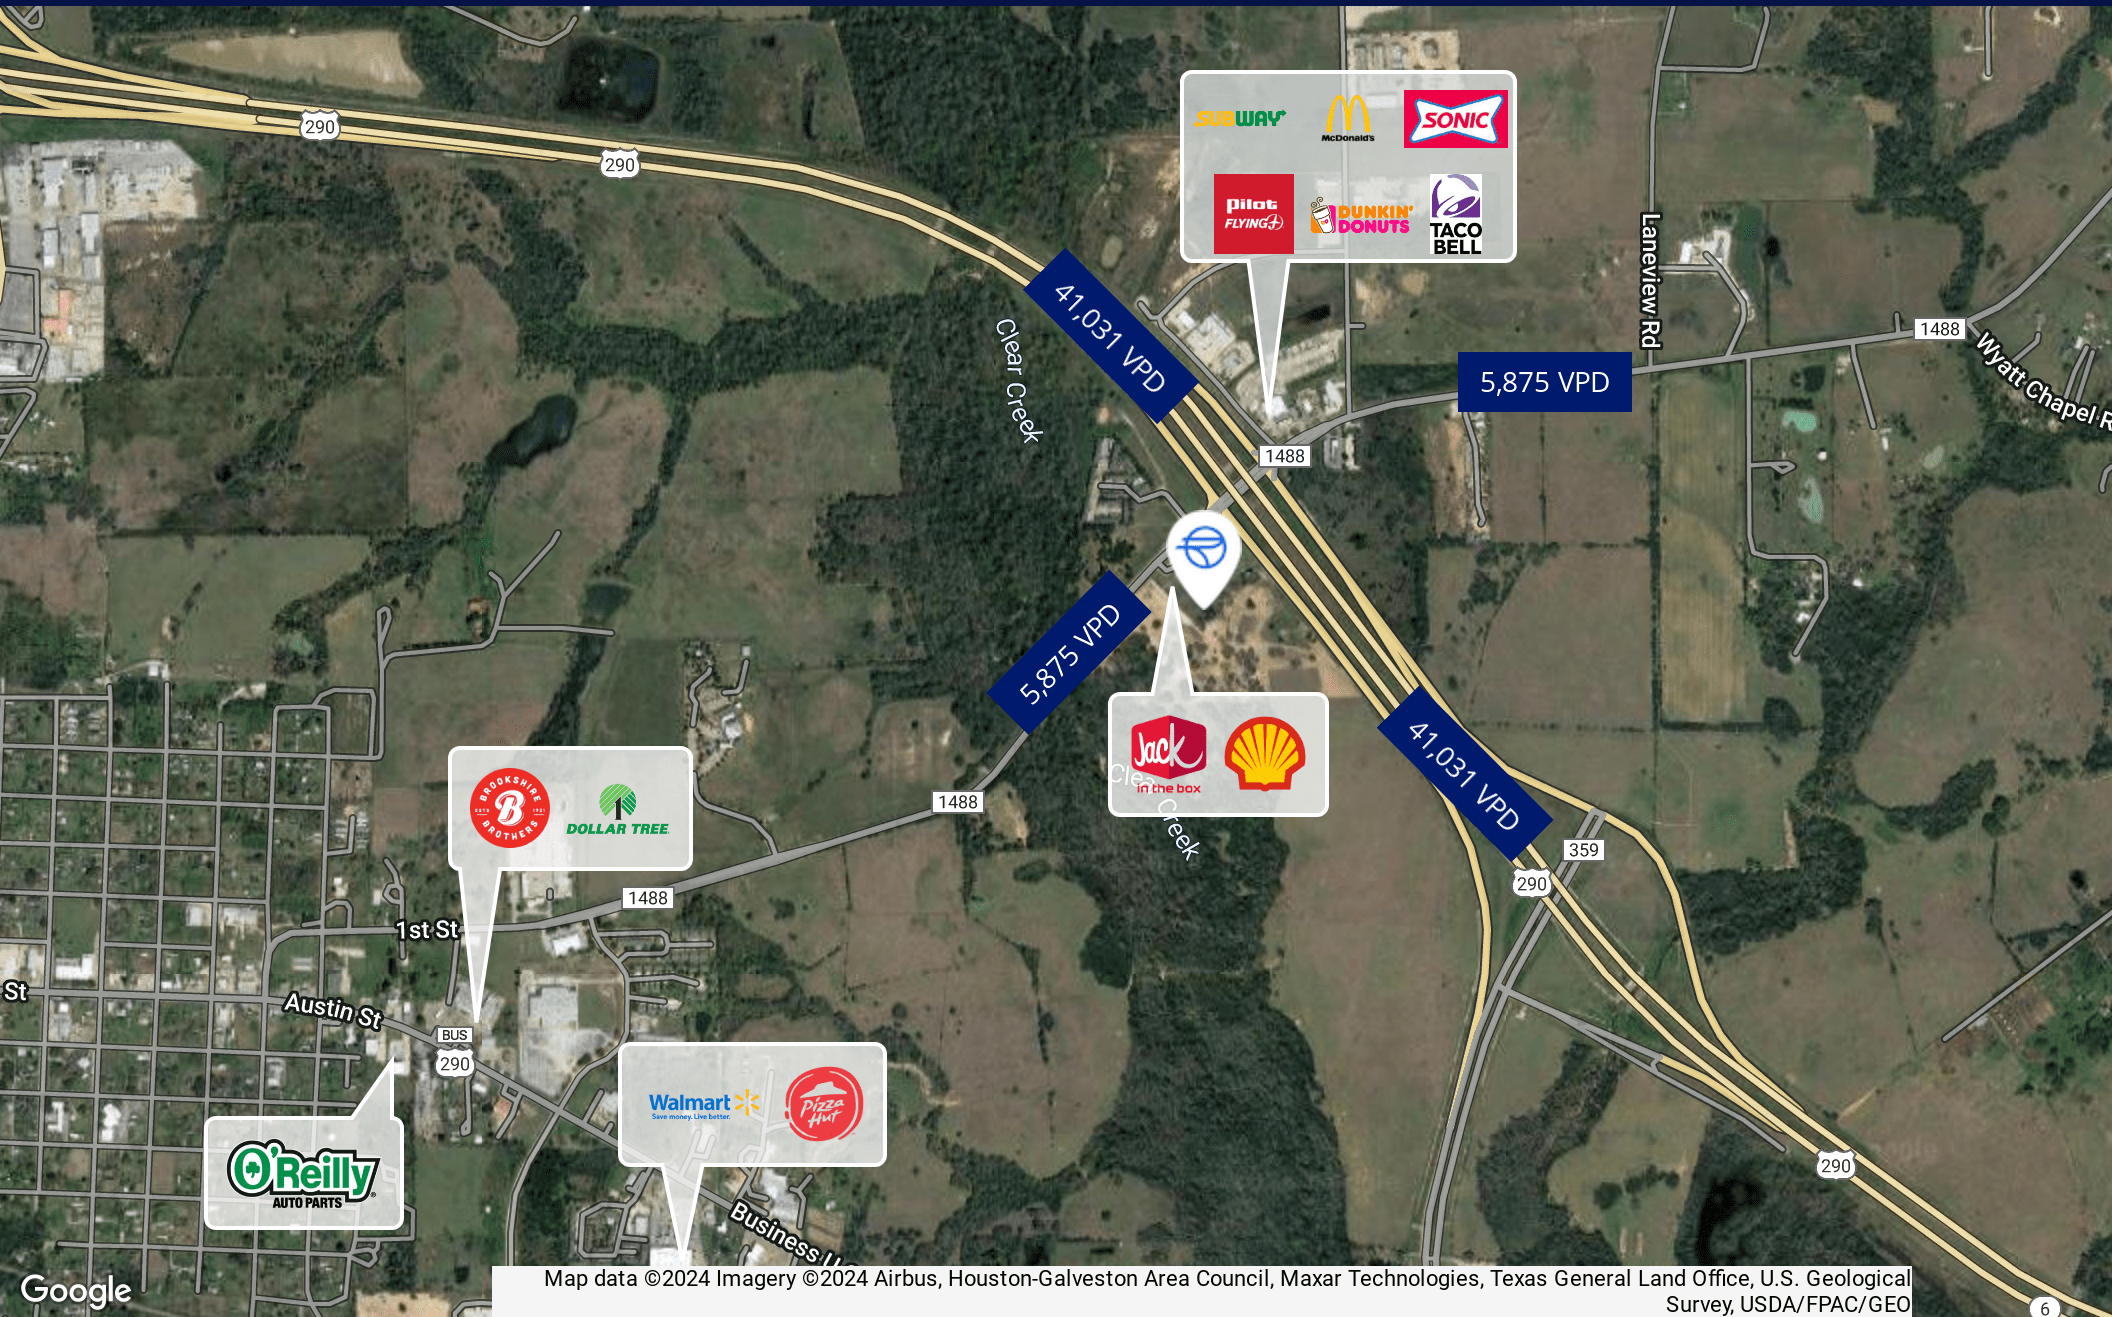 290
290
SUBWAY
McDonald's
SONIC
PILOT
FLYING J
DUNKIN'
DONUTS
TACO
BELL
Laneview Rd
41,031 VPD
Clear Creek
1488
Wyatt Chapel R
5,875 VPD
1488
5,875 VPD
41,031 VPD
Jack
in the box
Clear Creek
1488
BROOKSHIRE
BROTHERS
ESTD 1921
B
DOLLAR TREE
359
290
1488
1st St
St
Austin St
BUS
290
Walmart
Save money. Live better.
Pizza
Hut
O'Reilly
AUTO PARTS
290
Business U
Google
Map data ©2024 Imagery ©2024 Airbus, Houston-Galveston Area Council, Maxar Technologies, Texas General Land Office, U.S. Geological
Survey, USDA/FPAC/GEO
6